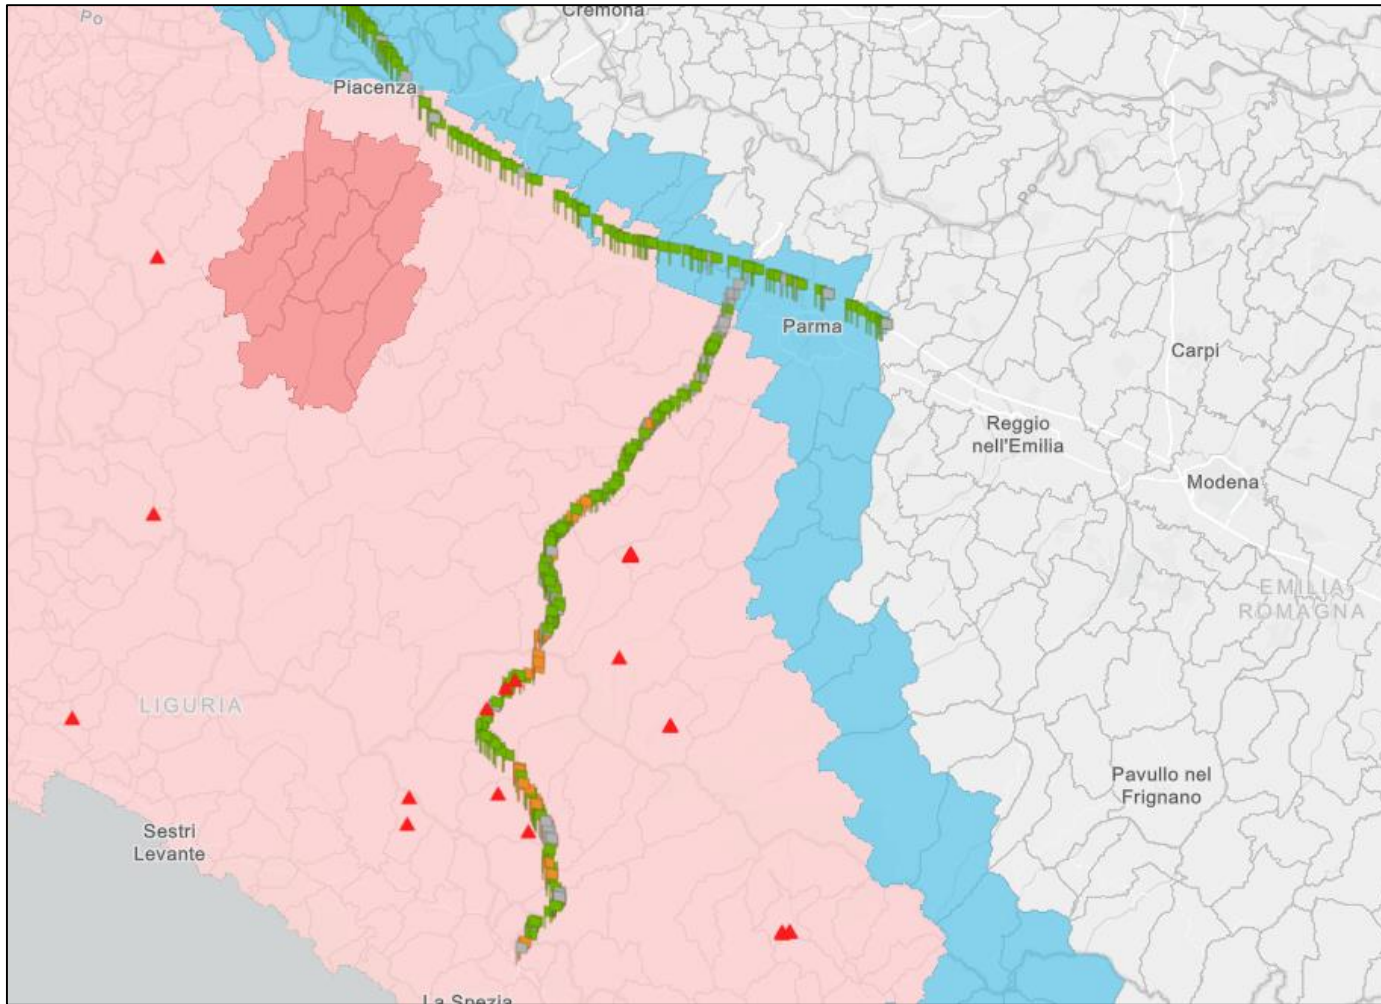 Cremona
Po
Piacenza
Po
Parma
Carpi
Reggio
nell'Emilia
Modena
EMILIA-
ROMAGNA
LIGURIA
Pavullo nel
Frignano
Sestri
Levante
La Spezia